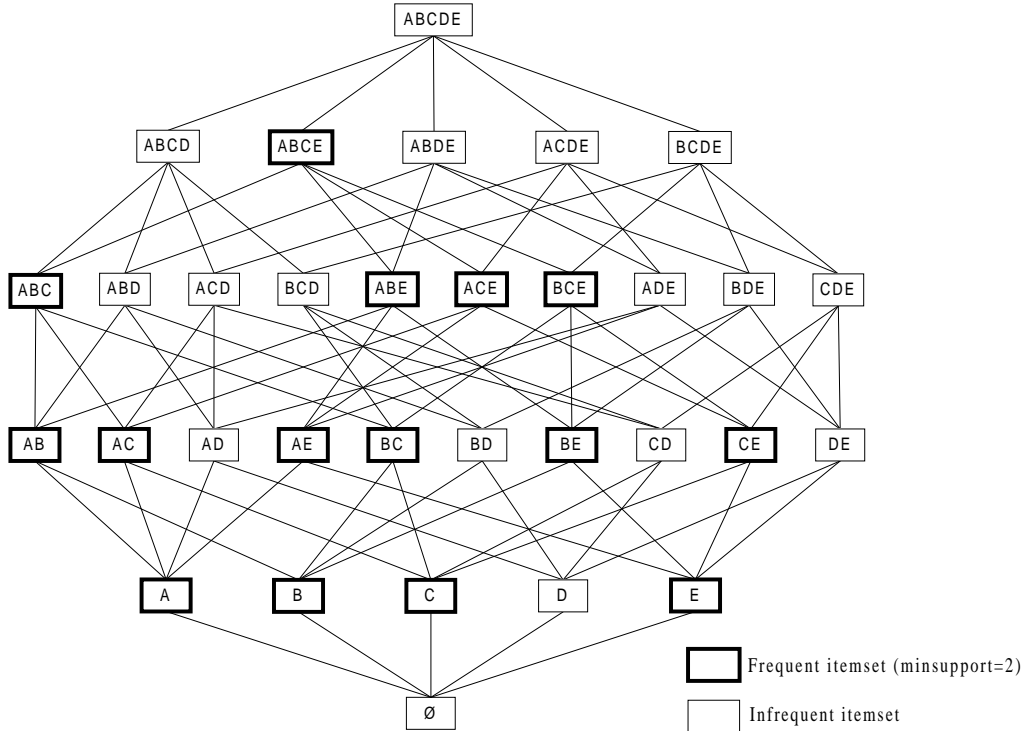 ABCDE
ABCD ABCE ABDE ACDE BCDE
ABC ABD ACD BCD ABE ACE BCE ADE BDE CDE
AB AC AD AE BC BD BE CD CE DE
A B C D E
Frequent itemset (minsupport=2)
Ø
Infrequent itemset